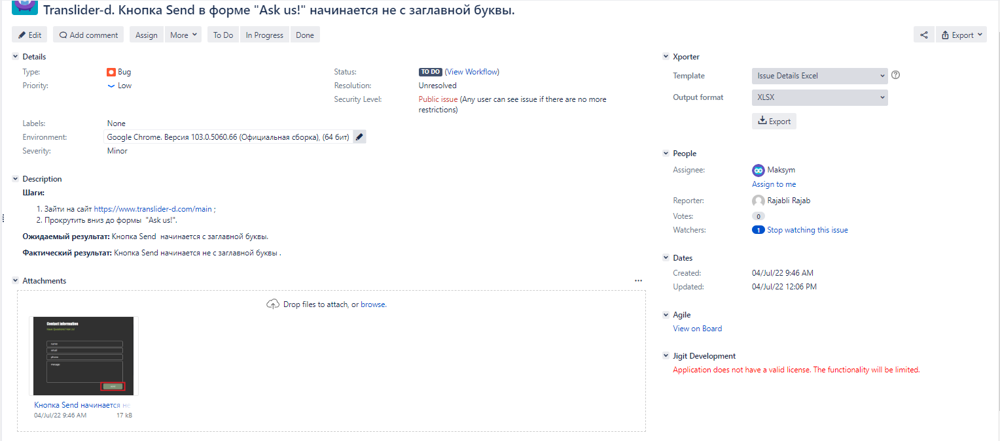 Translider-d. Кнопка Send в форме "Ask us!" начинается не с заглавной буквы.
Edit Add comment Assign More To Do In Progress Done Export
Details
Type: Bug
Priority: Low
Status: TO DO (View Workflow)
Resolution: Unresolved
Security Level: Public issue (Any user can see issue if there are no more
restrictions)
Labels: None
Environment: Google Chrome. Версия 103.0.5060.66 (Официальная сборка), (64 бит)
Severity: Minor
Description
Шаги:
1. Зайти на сайт https://www.translider-d.com/main ;
2. Прокрутить вниз до формы "Ask us!".
Ожидаемый результат: Кнопка Send начинается с заглавной буквы.
Фактический результат: Кнопка Send начинается не с заглавной буквы .
Attachments
Drop files to attach, or browse.
Contact information
Have Questions? Ask Us!
name
email
phone
message
send
Кнопка Send начинается не
04/Jul/22 9:46 AM 17 kB
Xporter
Template Issue Details Excel
Output format XLSX
Export
People
Assignee: Maksym
Assign to me
Reporter: Rajabli Rajab
Votes: 0
Watchers: 1 Stop watching this issue
Dates
Created: 04/Jul/22 9:46 AM
Updated: 04/Jul/22 12:06 PM
Agile
View on Board
Jigit Development
Application does not have a valid license. The functionality will be limited.